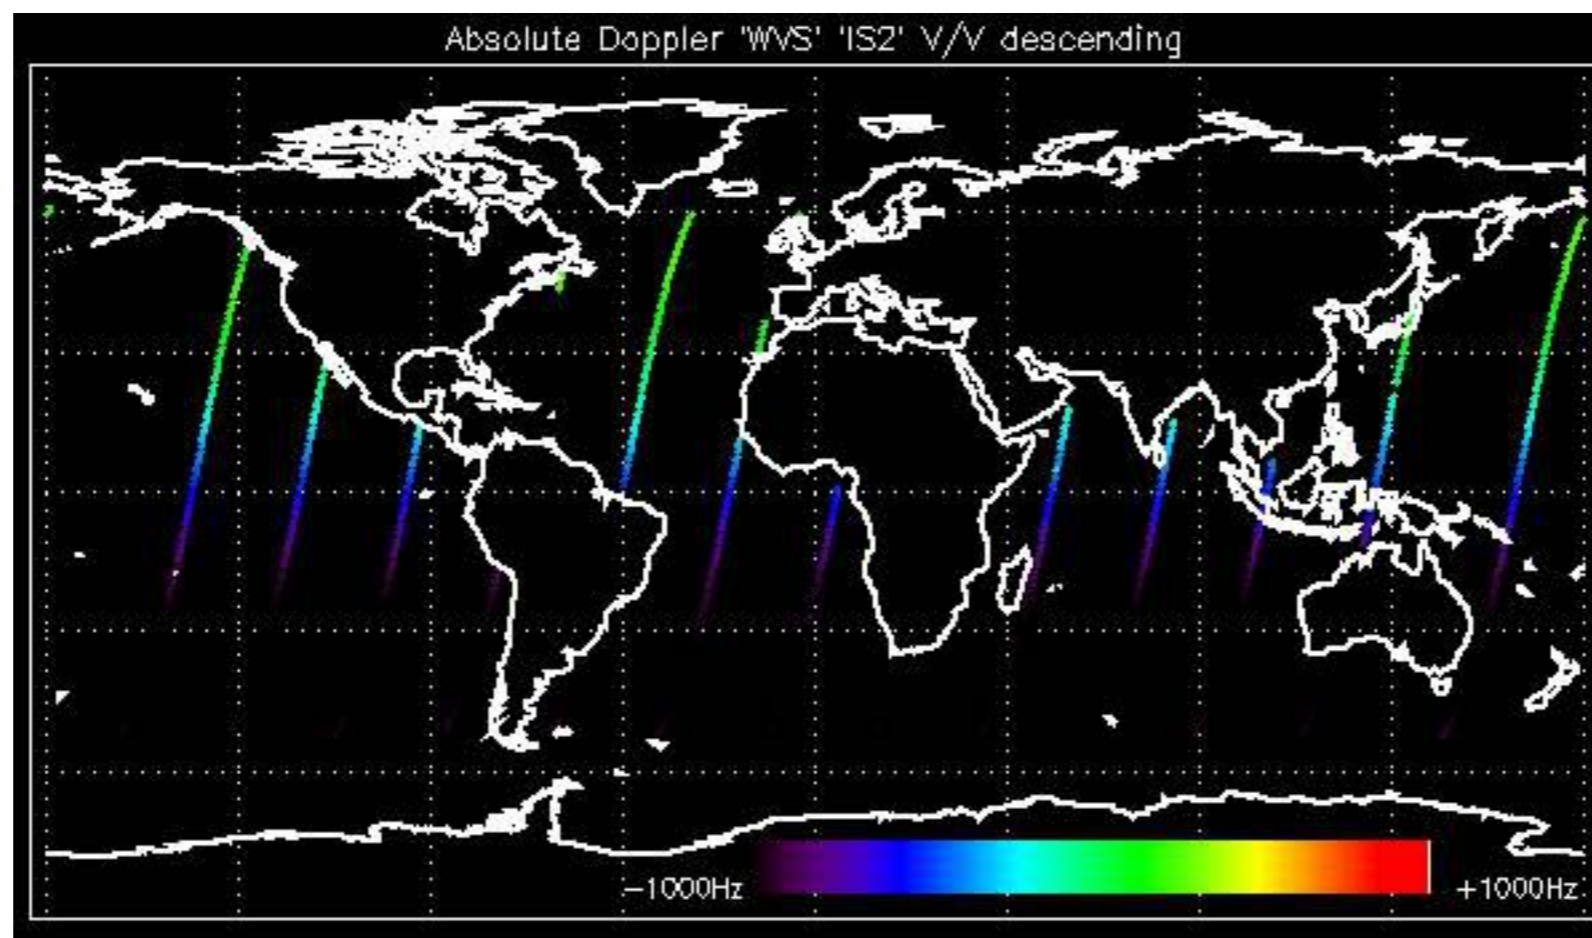 Absolute Doppler 'WVS' 'IS2' V/V descending
−1000Hz
+1000Hz